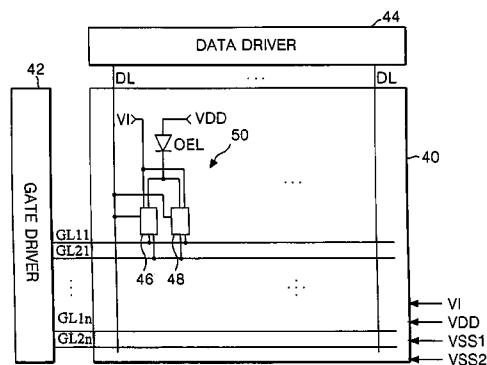 44
DATA DRIVER
42
DL
...
DL
VI
VDD
50
OEL
40
GATE DRIVER
...
GL11
GL21
46
48
...
VI
GL1n
VDD
GL2n
VSS1
VSS2